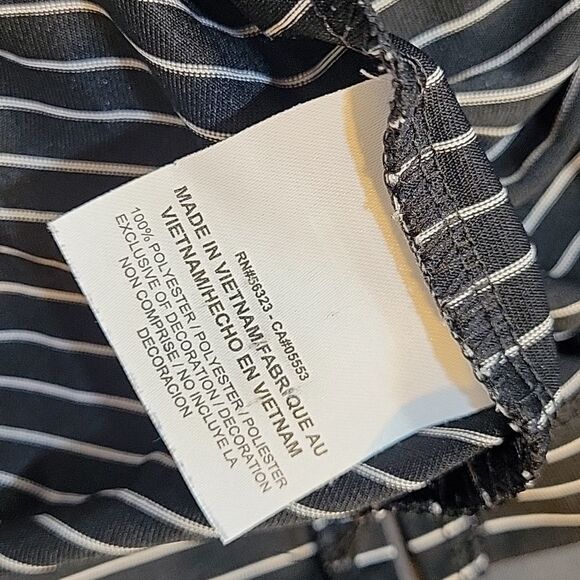 RN#56323 - CA#05553
MADE IN VIETNAM/FABRIQUE AU
VIETNAM/HECHO EN VIETNAM
100% POLYESTER / POLYESTER / POLIESTER
EXCLUSIVE OF DECORATION / DECORATION
NON COMPRISE / NO INCLUYE LA
DECORACION